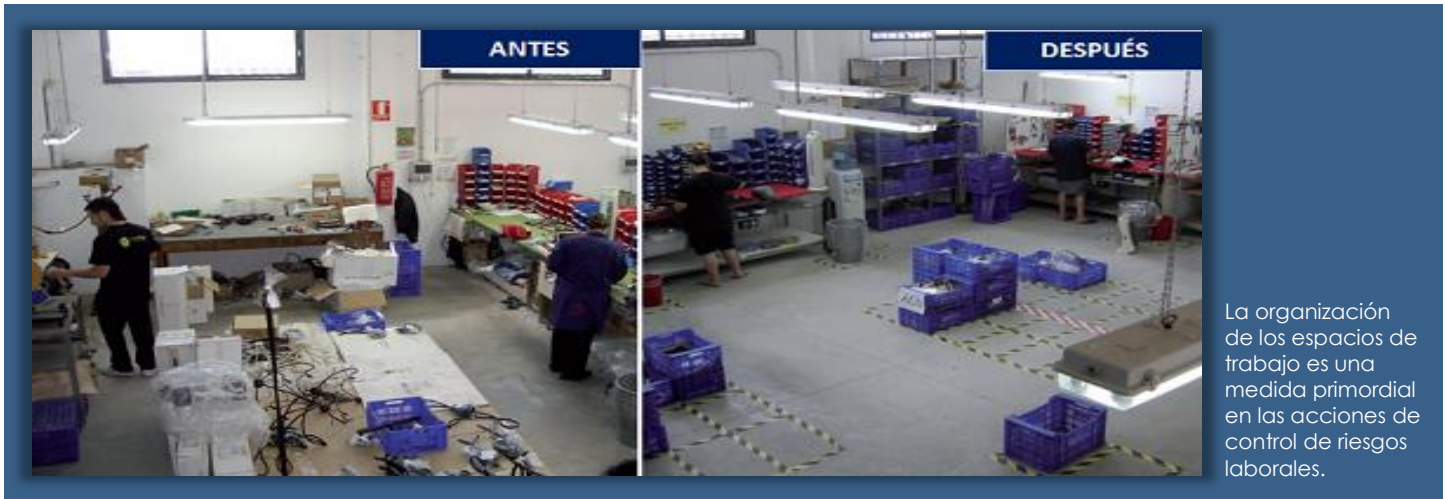 ANTES
DESPUÉS
La organización
de los espacios de
trabajo es una
medida primordial
en las acciones de
control de riesgos
laborales.